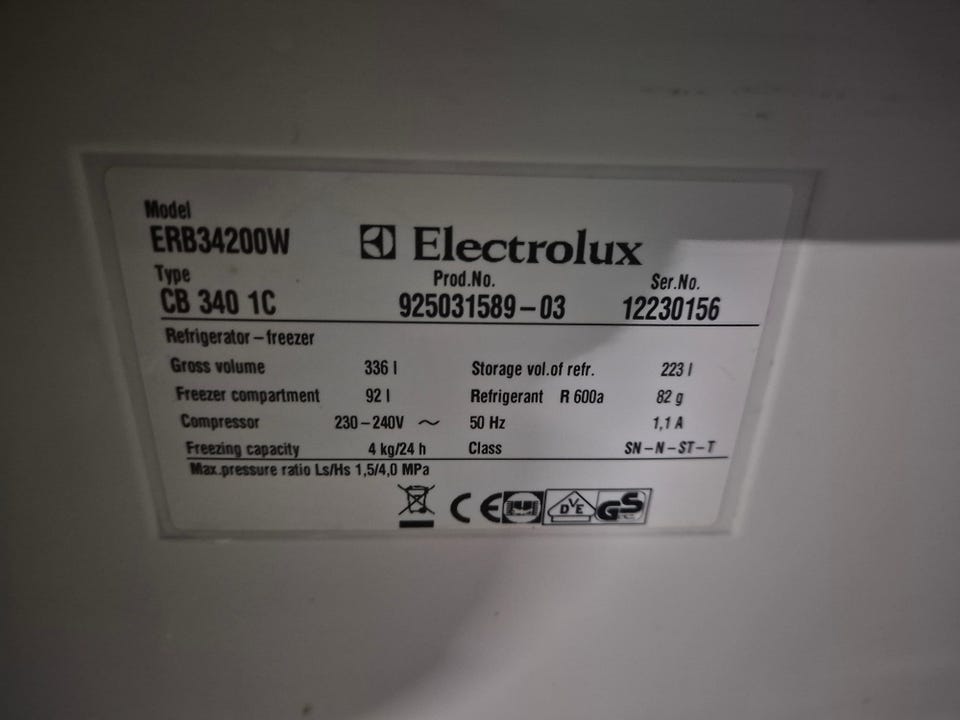 Model
ERB34200W
Electrolux
Type
Prod.No.
Ser.No.
CB 340 1C
925031589-03
12230156
Refrigerator-freezer
Gross volume 336 l Storage vol.of refr. 223 l
Freezer compartment 92 l Refrigerant R 600a 82 g
Compressor 230-240V ~ 50 Hz 1,1 A
Freezing capacity 4 kg/24 h Class SN-N-ST-T
Max.pressure ratio Ls/Hs 1,5/4,0 MPa
CE DVE GS